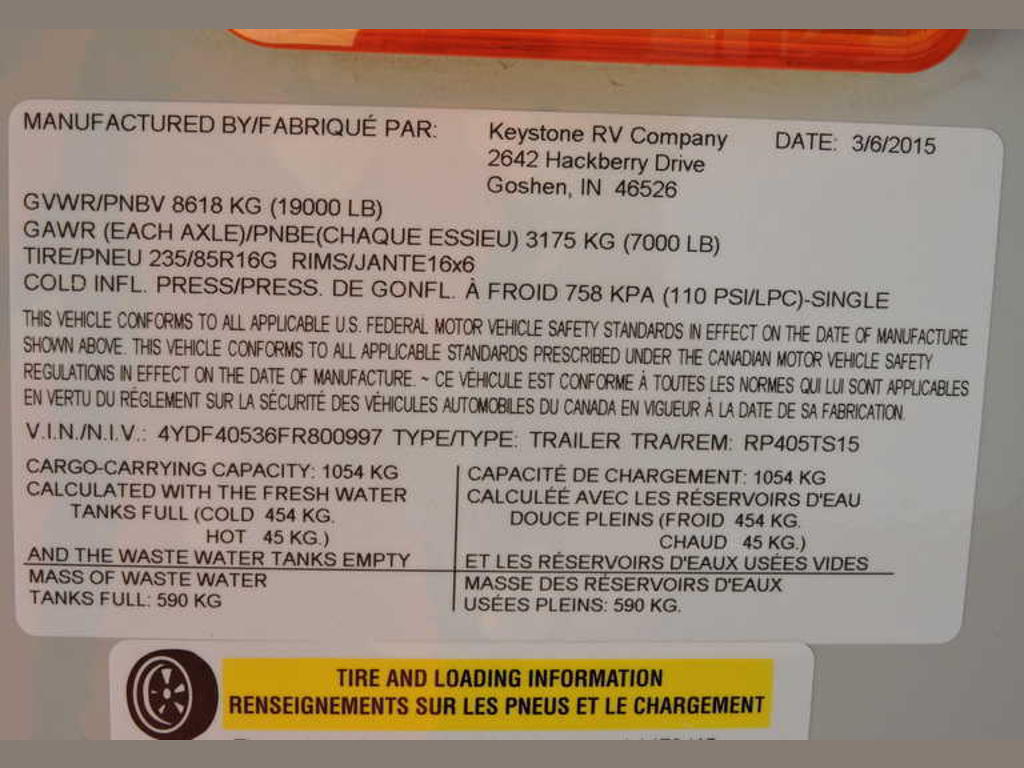 MANUFACTURED BY/FABRIQUÉ PAR: Keystone RV Company DATE: 3/6/2015
2642 Hackberry Drive
Goshen, IN 46526
GVWR/PNBV 8618 KG (19000 LB)
GAWR (EACH AXLE)/PNBE(CHAQUE ESSIEU) 3175 KG (7000 LB)
TIRE/PNEU 235/85R16G RIMS/JANTE16x6
COLD INFL. PRESS/PRESS. DE GONFL. À FROID 758 KPA (110 PSI/LPC)-SINGLE
THIS VEHICLE CONFORMS TO ALL APPLICABLE U.S. FEDERAL MOTOR VEHICLE SAFETY STANDARDS IN EFFECT ON THE DATE OF MANUFACTURE
SHOWN ABOVE. THIS VEHICLE CONFORMS TO ALL APPLICABLE STANDARDS PRESCRIBED UNDER THE CANADIAN MOTOR VEHICLE SAFETY
REGULATIONS IN EFFECT ON THE DATE OF MANUFACTURE. ~ CE VÉHICULE EST CONFORME À TOUTES LES NORMES QUI LUI SONT APPLICABLES
EN VERTU DU RÉGLEMENT SUR LA SÉCURITÉ DES VÉHICULES AUTOMOBILES DU CANADA EN VIGUEUR À LA DATE DE SA FABRICATION.
V.I.N./N.I.V.: 4YDF40536FR800997 TYPE/TYPE: TRAILER TRA/REM: RP405TS15
CARGO-CARRYING CAPACITY: 1054 KG
CALCULATED WITH THE FRESH WATER
TANKS FULL (COLD 454 KG.
HOT 45 KG.)
AND THE WASTE WATER TANKS EMPTY
MASS OF WASTE WATER
TANKS FULL: 590 KG
CAPACITÉ DE CHARGEMENT: 1054 KG
CALCULÉE AVEC LES RÉSERVOIRS D'EAU
DOUCE PLEINS (FROID 454 KG.
CHAUD 45 KG.)
ET LES RÉSERVOIRS D'EAUX USÉES VIDES
MASSE DES RÉSERVOIRS D'EAUX
USÉES PLEINS: 590 KG.
TIRE AND LOADING INFORMATION
RENSEIGNEMENTS SUR LES PNEUS ET LE CHARGEMENT